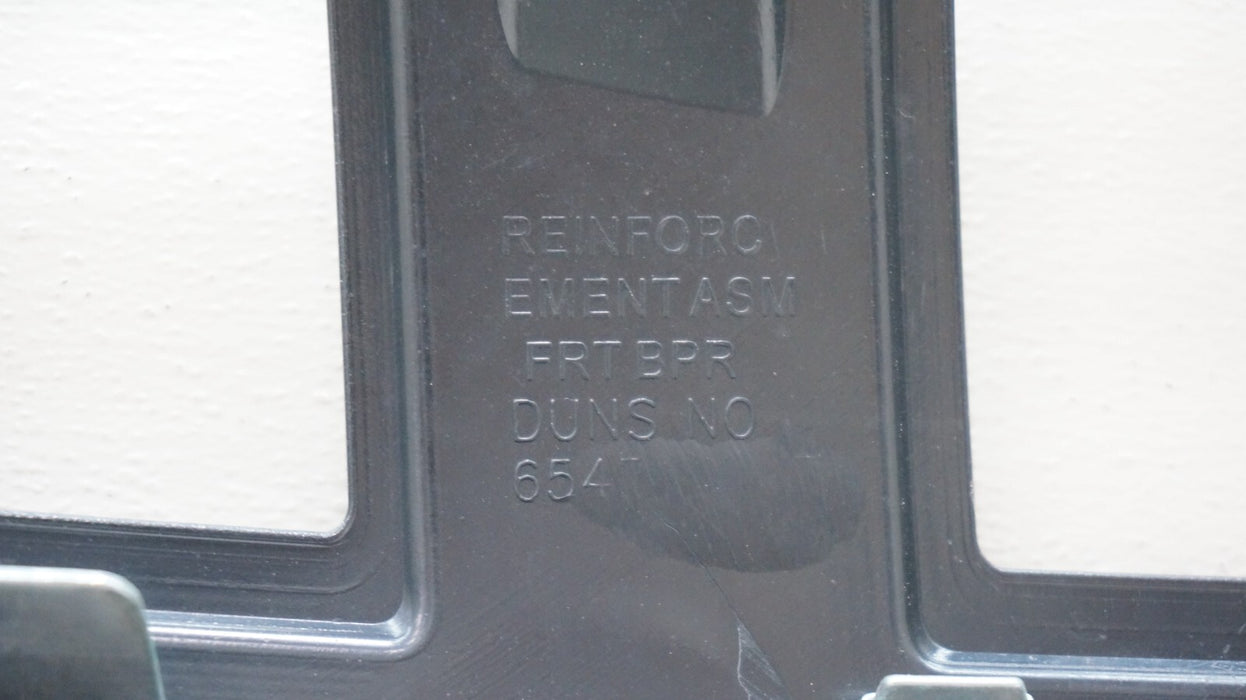 REINFORC
EMENT ASM
FRT BPR
DUNS NO
654